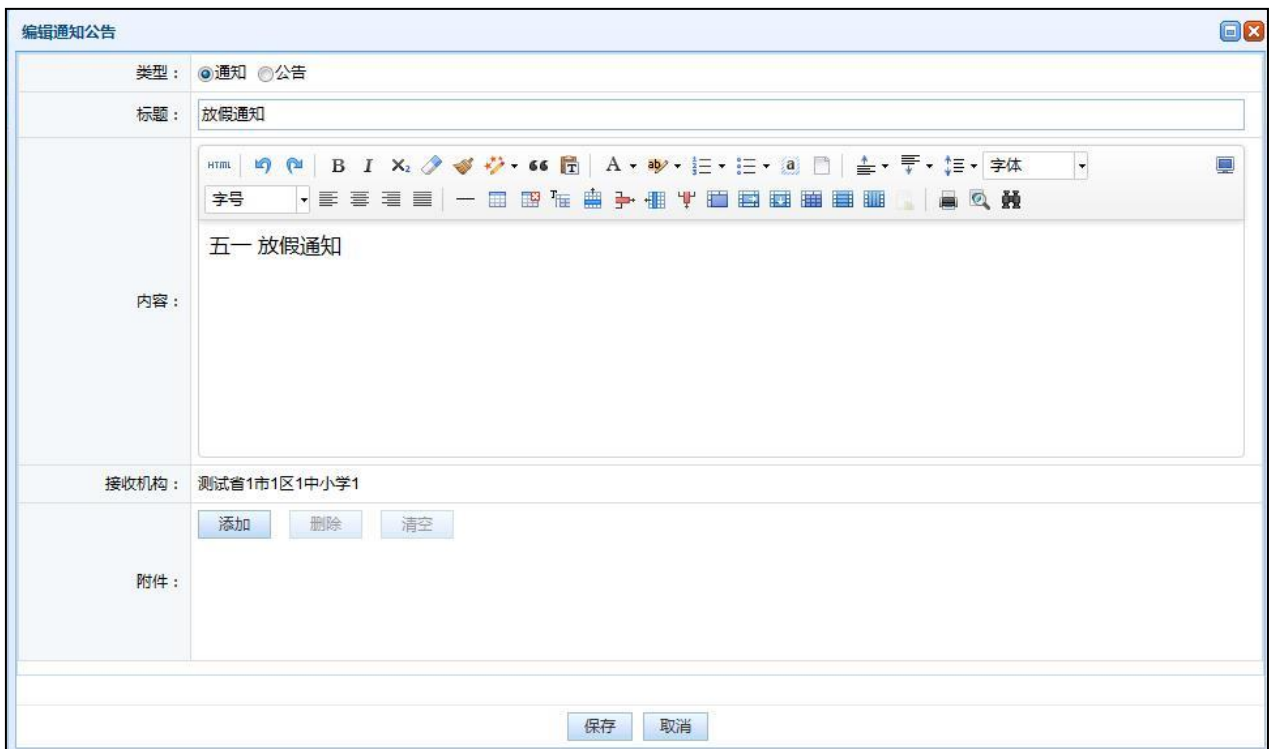 编辑通知公告
类型： 通知 公告
标题： 放假通知
HTML B I X₂ 66 T A ab a 字体
字号
五一 放假通知
内容：
接收机构： 测试省1市1区1中小学1
添加 删除 清空
附件：
保存 取消